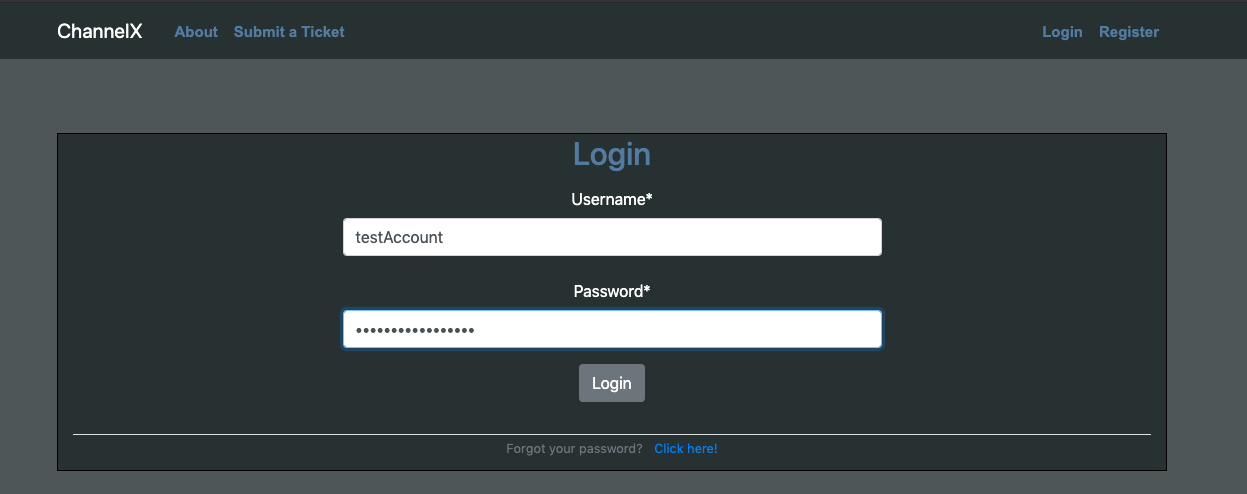 ChannelX About Submit a Ticket Login Register
Login
Username*
testAccount
Password*
•••••••••••••••••
Login
Forgot your password? Click here!